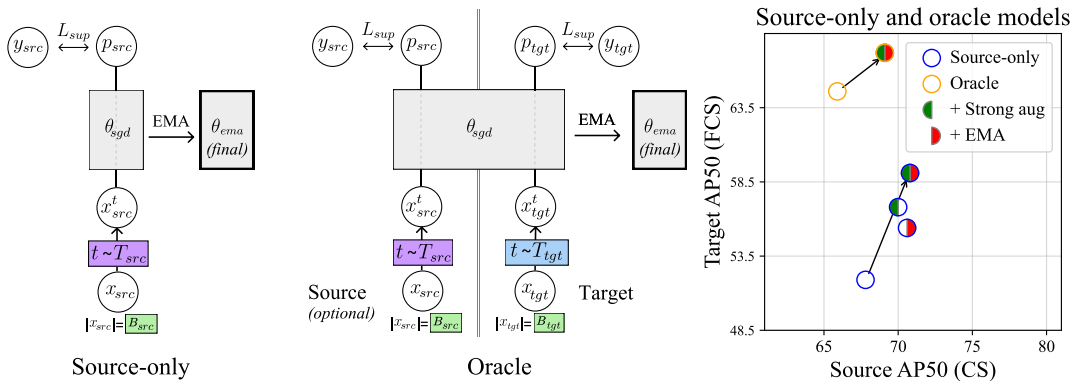 y_src L_sup p_src
θ_sgd EMA θ_ema
(final)
x^t_src
t~T_src
x_src
|x_src|= B_src
Source-only
y_src L_sup p_src p_tgt L_sup y_tgt
θ_sgd EMA θ_ema
(final)
x^t_src x^t_tgt
t~T_src t~T_tgt
Source x_src x_tgt Target
(optional)
|x_src|= B_src |x_tgt|= B_tgt
Oracle
Source-only and oracle models
Source-only
Oracle
+ Strong aug
+ EMA
Target AP50 (FCS)
63.5
58.5
53.5
48.5
65 70 75 80
Source AP50 (CS)